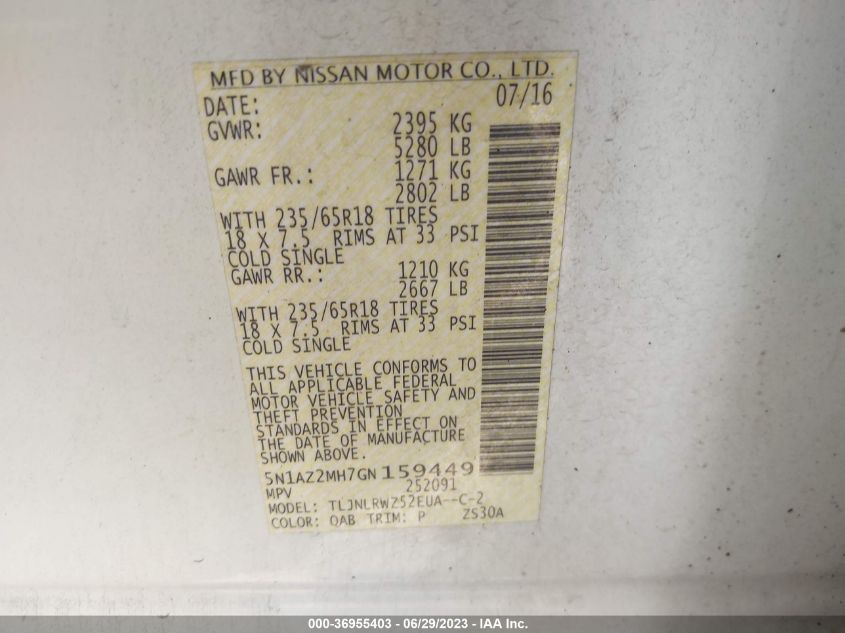 MFD BY NISSAN MOTOR CO., LTD.
DATE: 07/16
GVWR: 2395 KG
5280 LB
GAWR FR.: 1271 KG
2802 LB
WITH 235/65R18 TIRES
18 X 7.5 RIMS AT 33 PSI
COLD SINGLE
GAWR RR.: 1210 KG
2667 LB
WITH 235/65R18 TIRES
18 X 7.5 RIMS AT 33 PSI
COLD SINGLE
THIS VEHICLE CONFORMS TO
ALL APPLICABLE FEDERAL
MOTOR VEHICLE SAFETY AND
THEFT PREVENTION
STANDARDS IN EFFECT ON
THE DATE OF MANUFACTURE
SHOWN ABOVE.
5N1AZ2MH7GN159449
MPV 252091
MODEL: TLJNLRWZ52EUA--C-2
COLOR: QAB TRIM: P ZS30A
000-36955403 - 06/29/2023 - IAA Inc.